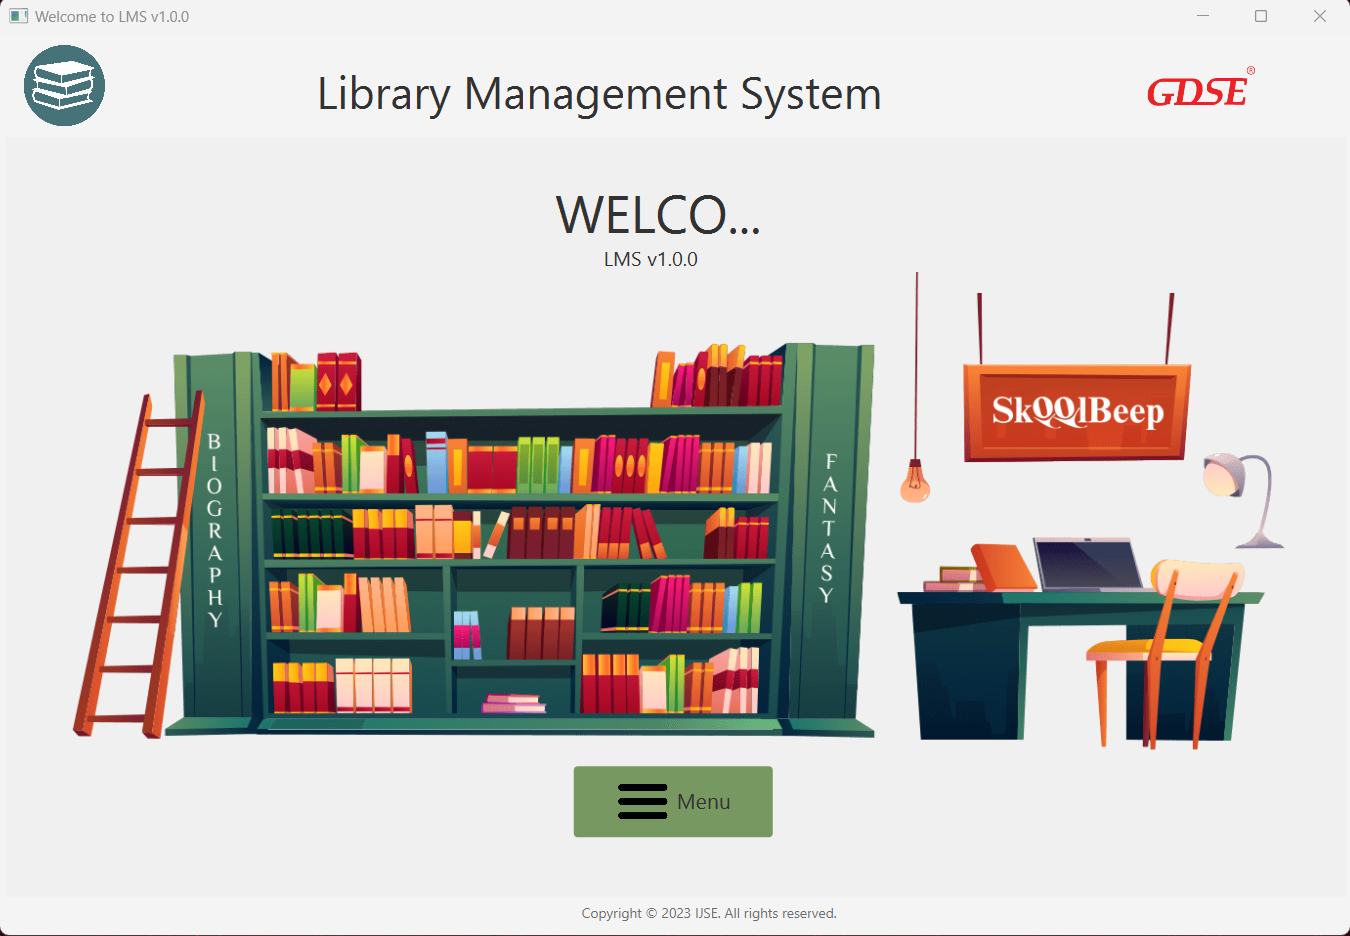 Welcome to LMS v1.0.0
Library Management System
GDSE®
WELCO...
LMS v1.0.0
SkQQlBeep
BIOGRAPHY
FANTASY
Menu
Copyright © 2023 IJSE. All rights reserved.